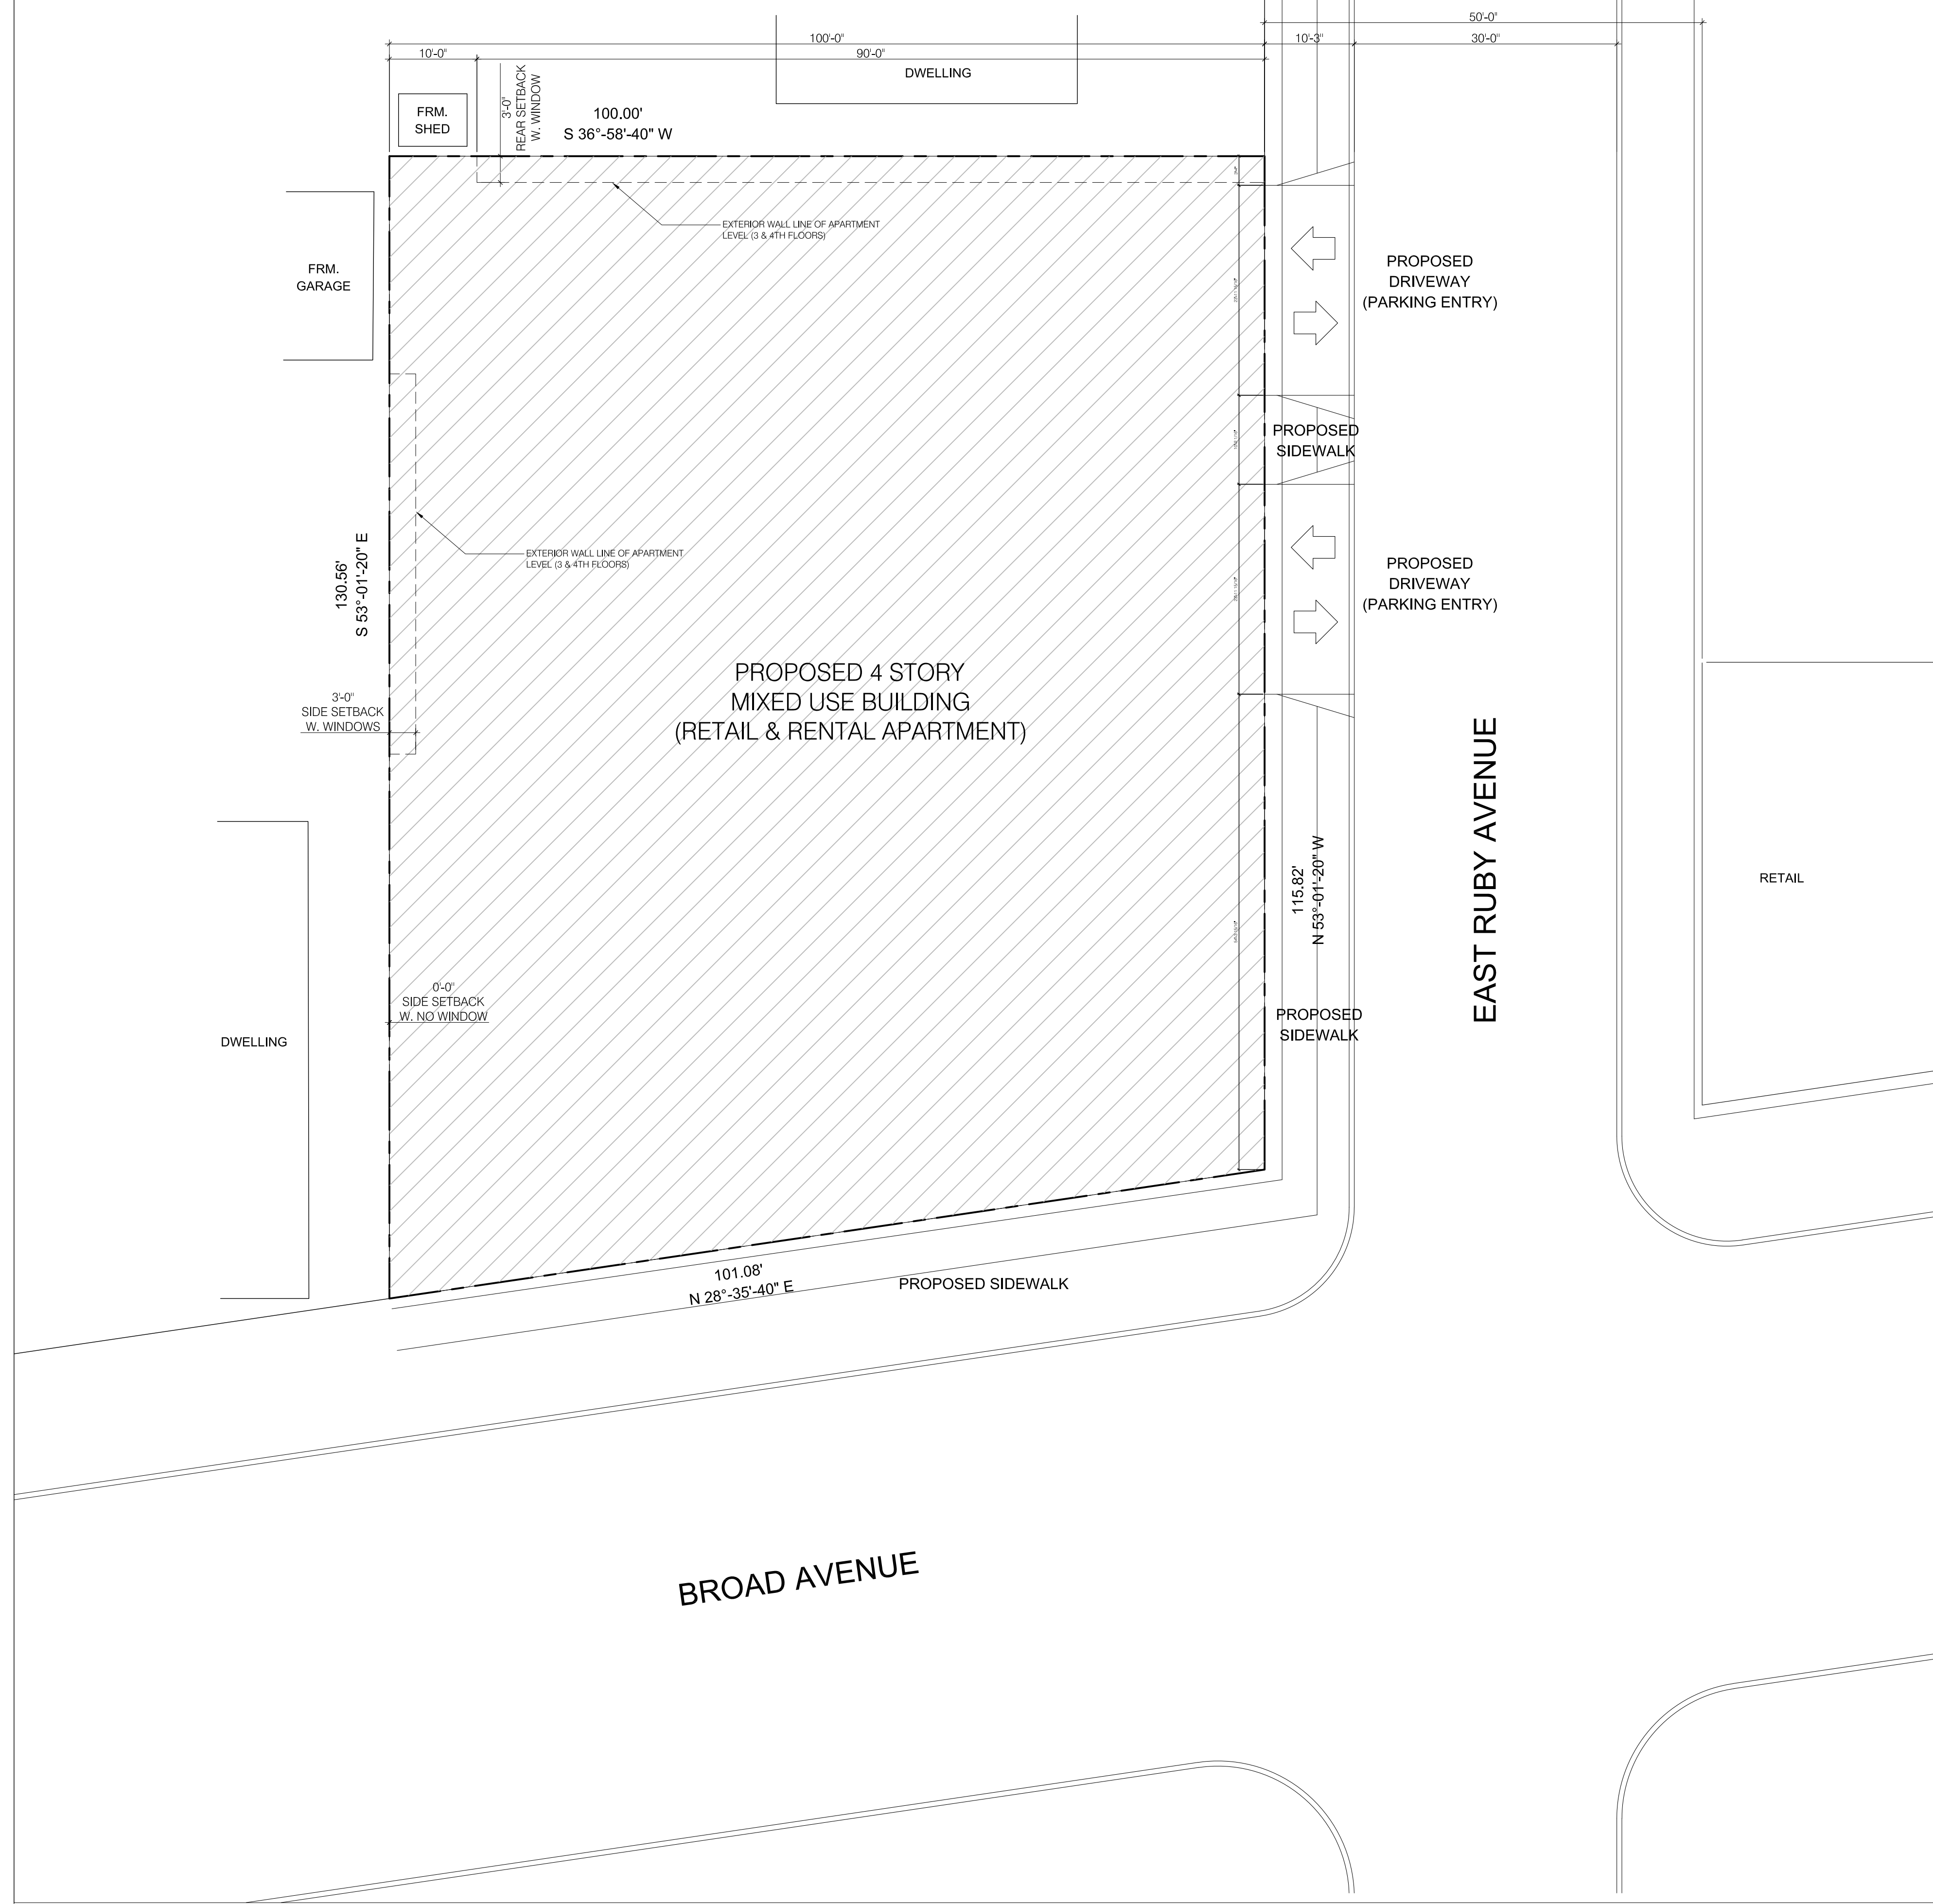 50'-0"
100'-0"
10'-3"
30'-0"
10'-0"
90'-0"
DWELLING
3'-0"
REAR SETBACK
W. WINDOW
FRM.
SHED
100.00'
S 36°-58'-40" W
EXTERIOR WALL LINE OF APARTMENT
LEVEL (3 & 4TH FLOORS)
FRM.
GARAGE
PROPOSED
DRIVEWAY
(PARKING ENTRY)
PROPOSED
SIDEWALK
130.56'
S 53°-01'-20" E
EXTERIOR WALL LINE OF APARTMENT
LEVEL (3 & 4TH FLOORS)
PROPOSED
DRIVEWAY
(PARKING ENTRY)
3'-0"
SIDE SETBACK
W. WINDOWS
PROPOSED 4 STORY
MIXED USE BUILDING
(RETAIL & RENTAL APARTMENT)
EAST RUBY AVENUE
115.82'
N 53°-01'-20" W
RETAIL
0'-0"
SIDE SETBACK
W. NO WINDOW
DWELLING
PROPOSED
SIDEWALK
101.08'
N 28°-35'-40" E
PROPOSED SIDEWALK
BROAD AVENUE